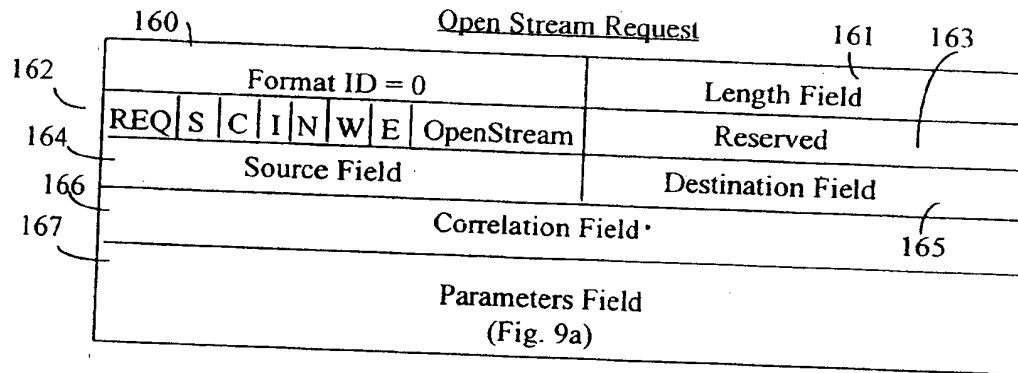 Open Stream Request
160 161 163
Format ID = 0 Length Field
162
REQ S C I N W E OpenStream Reserved
164
Source Field Destination Field
166
Correlation Field
165
167
Parameters Field
(Fig. 9a)